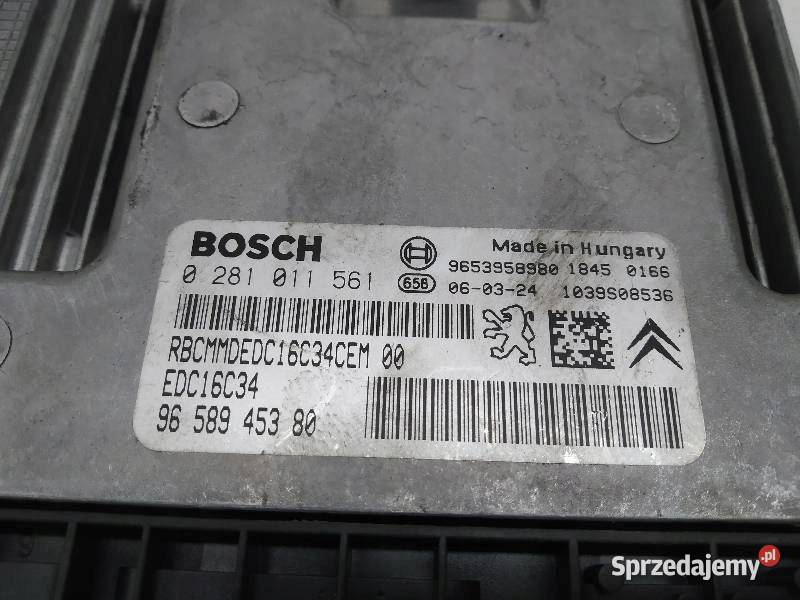 BOSCH
Made in Hungary
0 281 011 561
658
9653958980 1845 0166
06-03-24 1039S08536
RBCMMDEDC16C34CEM 00
EDC16C34
96 589 453 80
Sprzedajemy.pl